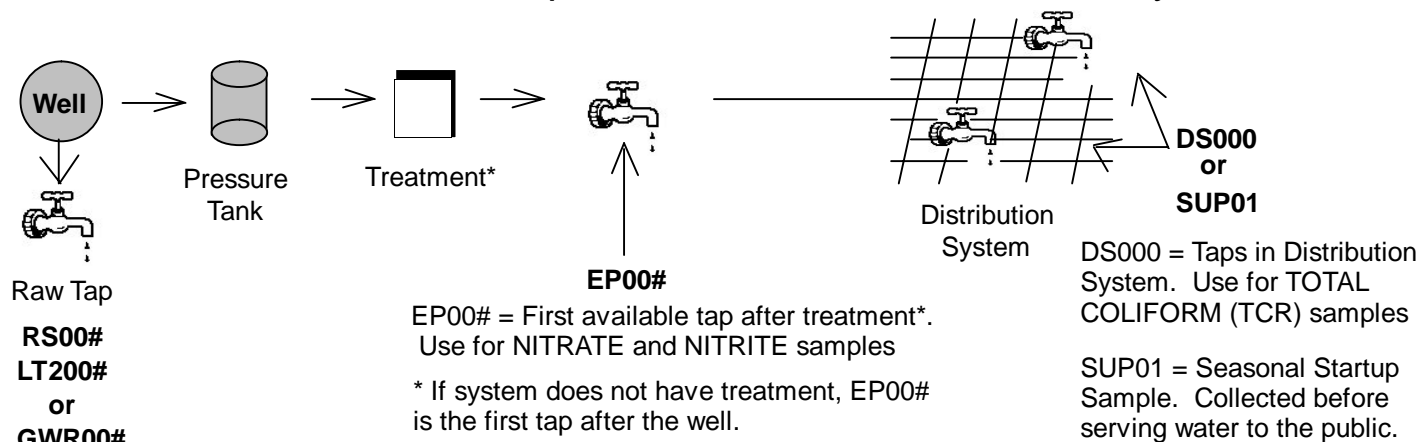 Well
Pressure
Tank
Treatment*
Raw Tap
RS00#
LT200#
or
GWR00#
EP00#
EP00# = First available tap after treatment*.
Use for NITRATE and NITRITE samples
* If system does not have treatment, EP00#
is the first tap after the well.
Distribution
System
DS000
or
SUP01
DS000 = Taps in Distribution
System. Use for TOTAL
COLIFORM (TCR) samples
SUP01 = Seasonal Startup
Sample. Collected before
serving water to the public.